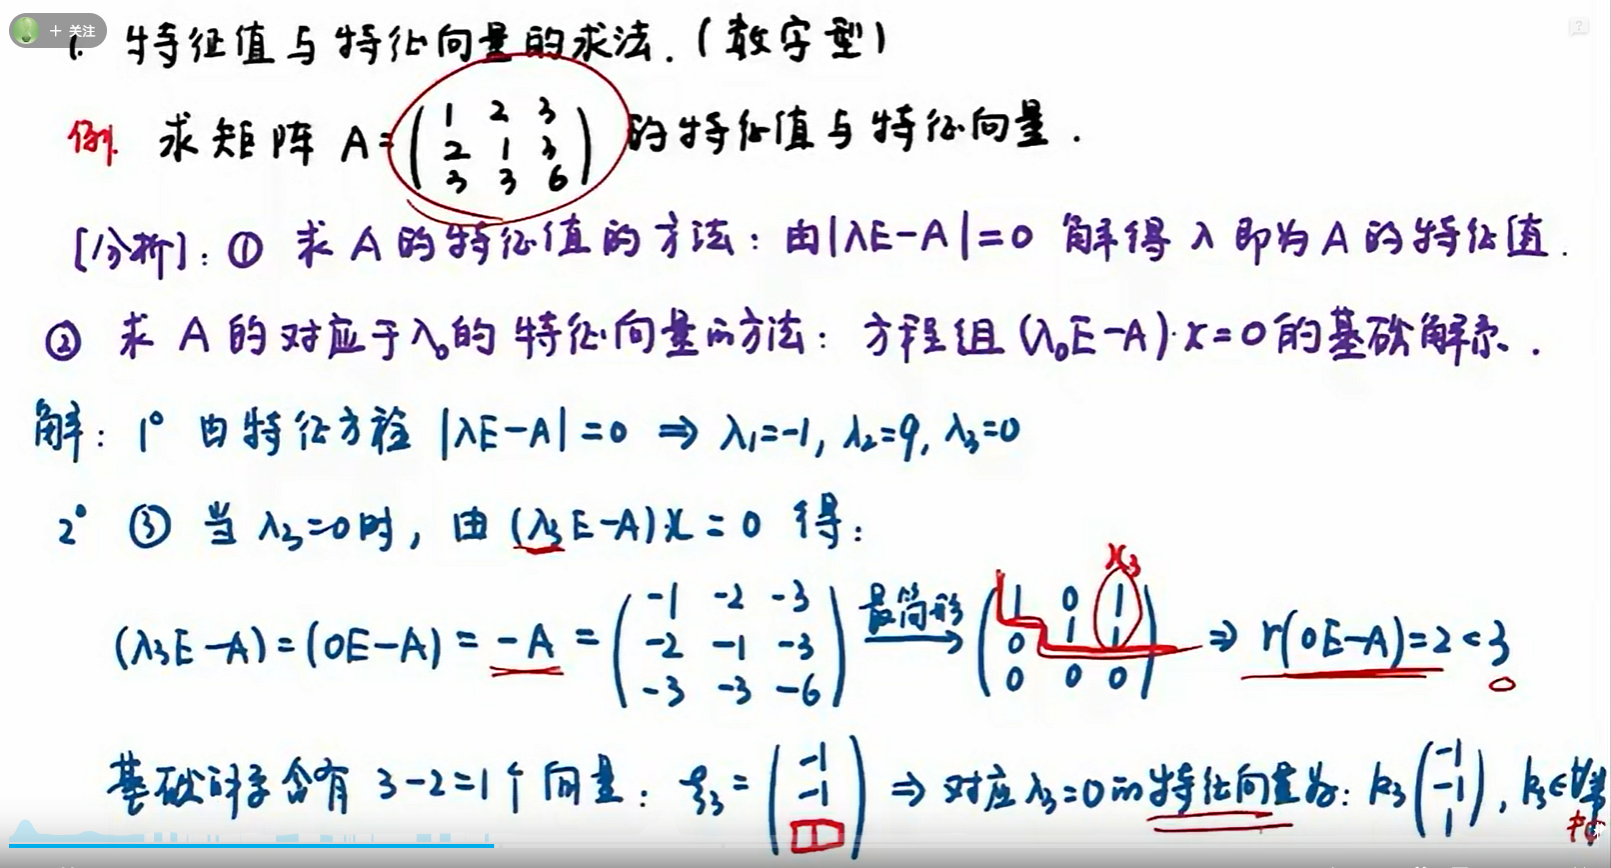 + 关注
1. 特征值与特征向量的求法.(数字型)
例. 求矩阵 A=(1 2 3
2 1 3
3 3 6) 的特征值与特征向量.
[分析]: ① 求 A 的特征值的方法: 由|λE-A|=0 解得 λ 即为 A 的特征值.
② 求 A 的对应于λ₀的特征向量的方法: 方程组 (λ₀E-A)·x=0 的基础解系.
解: 1° 由特征方程 |λE-A|=0 ⇒ λ₁=-1, λ₂=9, λ₃=0
2° ③ 当 λ₃=0时, 由 (λ₃E-A)x=0 得:
x₃
(λ₃E-A)=(0E-A)=-A=(-1 -2 -3
-2 -1 -3
-3 -3 -6) 最简形→ (1 0 1
0 1 1
0 0 0) ⇒ r(0E-A)=2<3
基础解系含有 3-2=1个向量: ξ₃=(-1
-1
1) ⇒ 对应λ₃=0的特征向量为: k₃(-1
-1
1), k₃∈